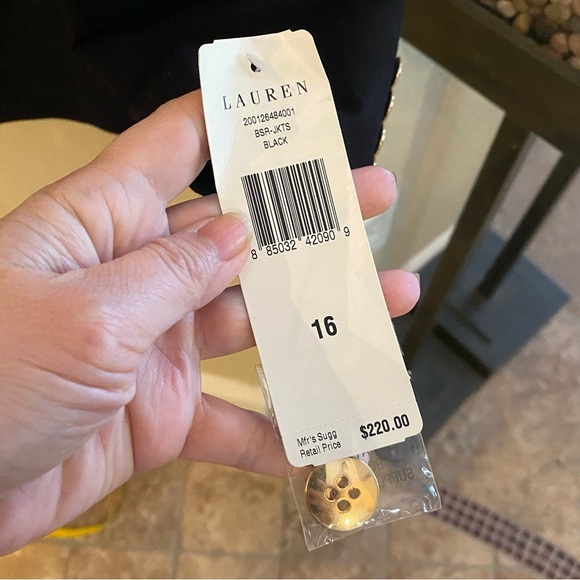 LAUREN
200126484001
BSR-JKTS
BLACK
8 85032 42090 9
16
Mfr's Sugg
Retail Price
$220.00